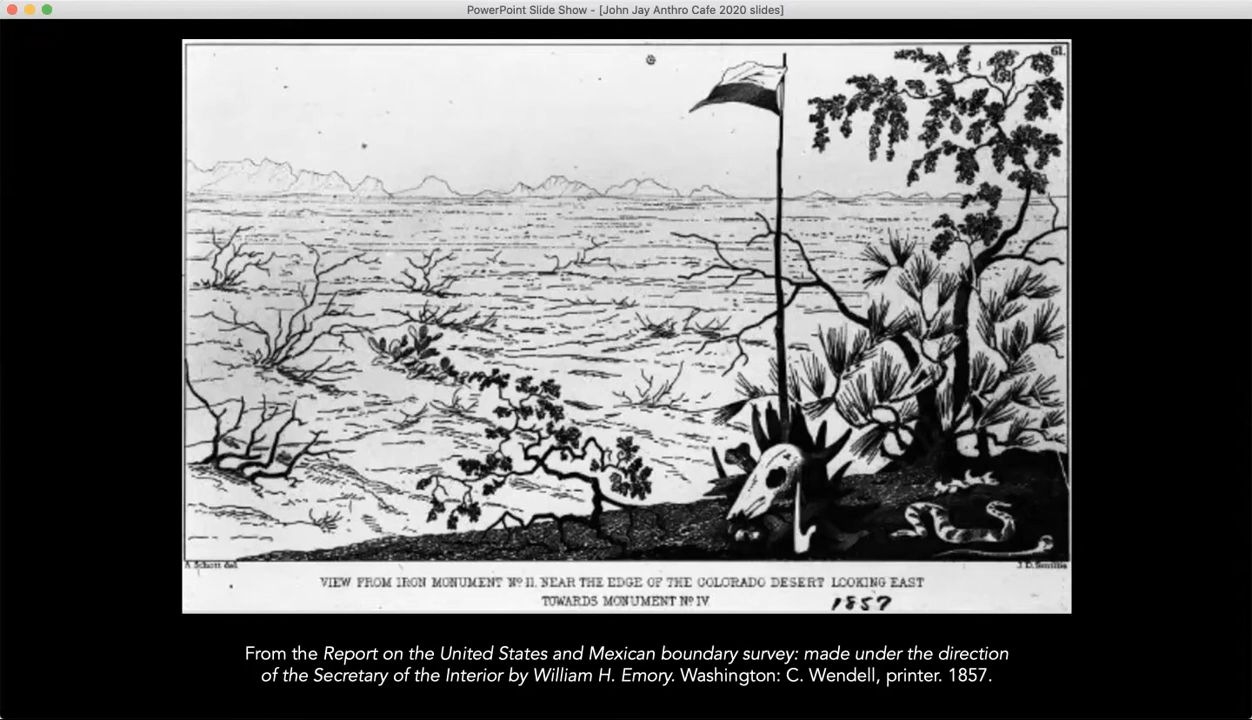 PowerPoint Slide Show - [John Jay Anthro Cafe 2020 slides]
61.
A. Schott del.
VIEW FROM IRON MONUMENT Nº II. NEAR THE EDGE OF THE COLORADO DESERT LOOKING EAST
TOWARDS MONUMENT Nº IV.
1857
From the Report on the United States and Mexican boundary survey: made under the direction
of the Secretary of the Interior by William H. Emory. Washington: C. Wendell, printer. 1857.